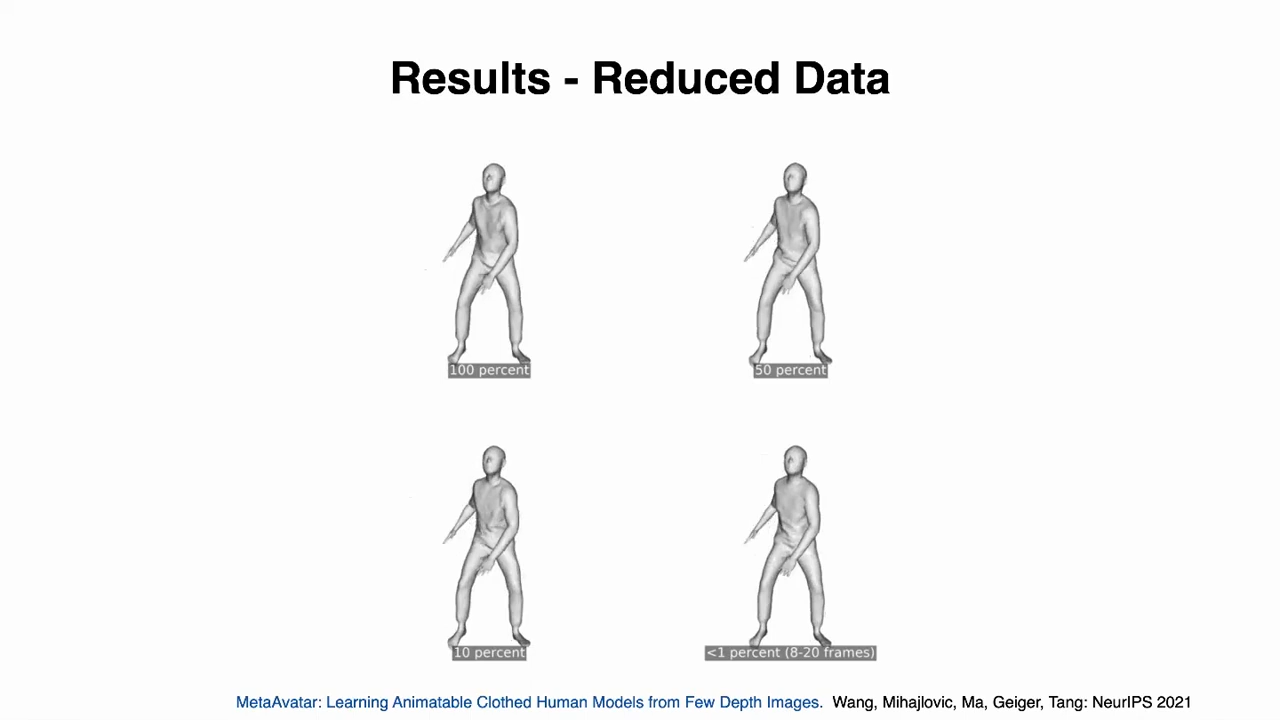 Results - Reduced Data
100 percent
50 percent
10 percent
<1 percent (8-20 frames)
MetaAvatar: Learning Animatable Clothed Human Models from Few Depth Images. Wang, Mihajlovic, Ma, Geiger, Tang: NeurIPS 2021